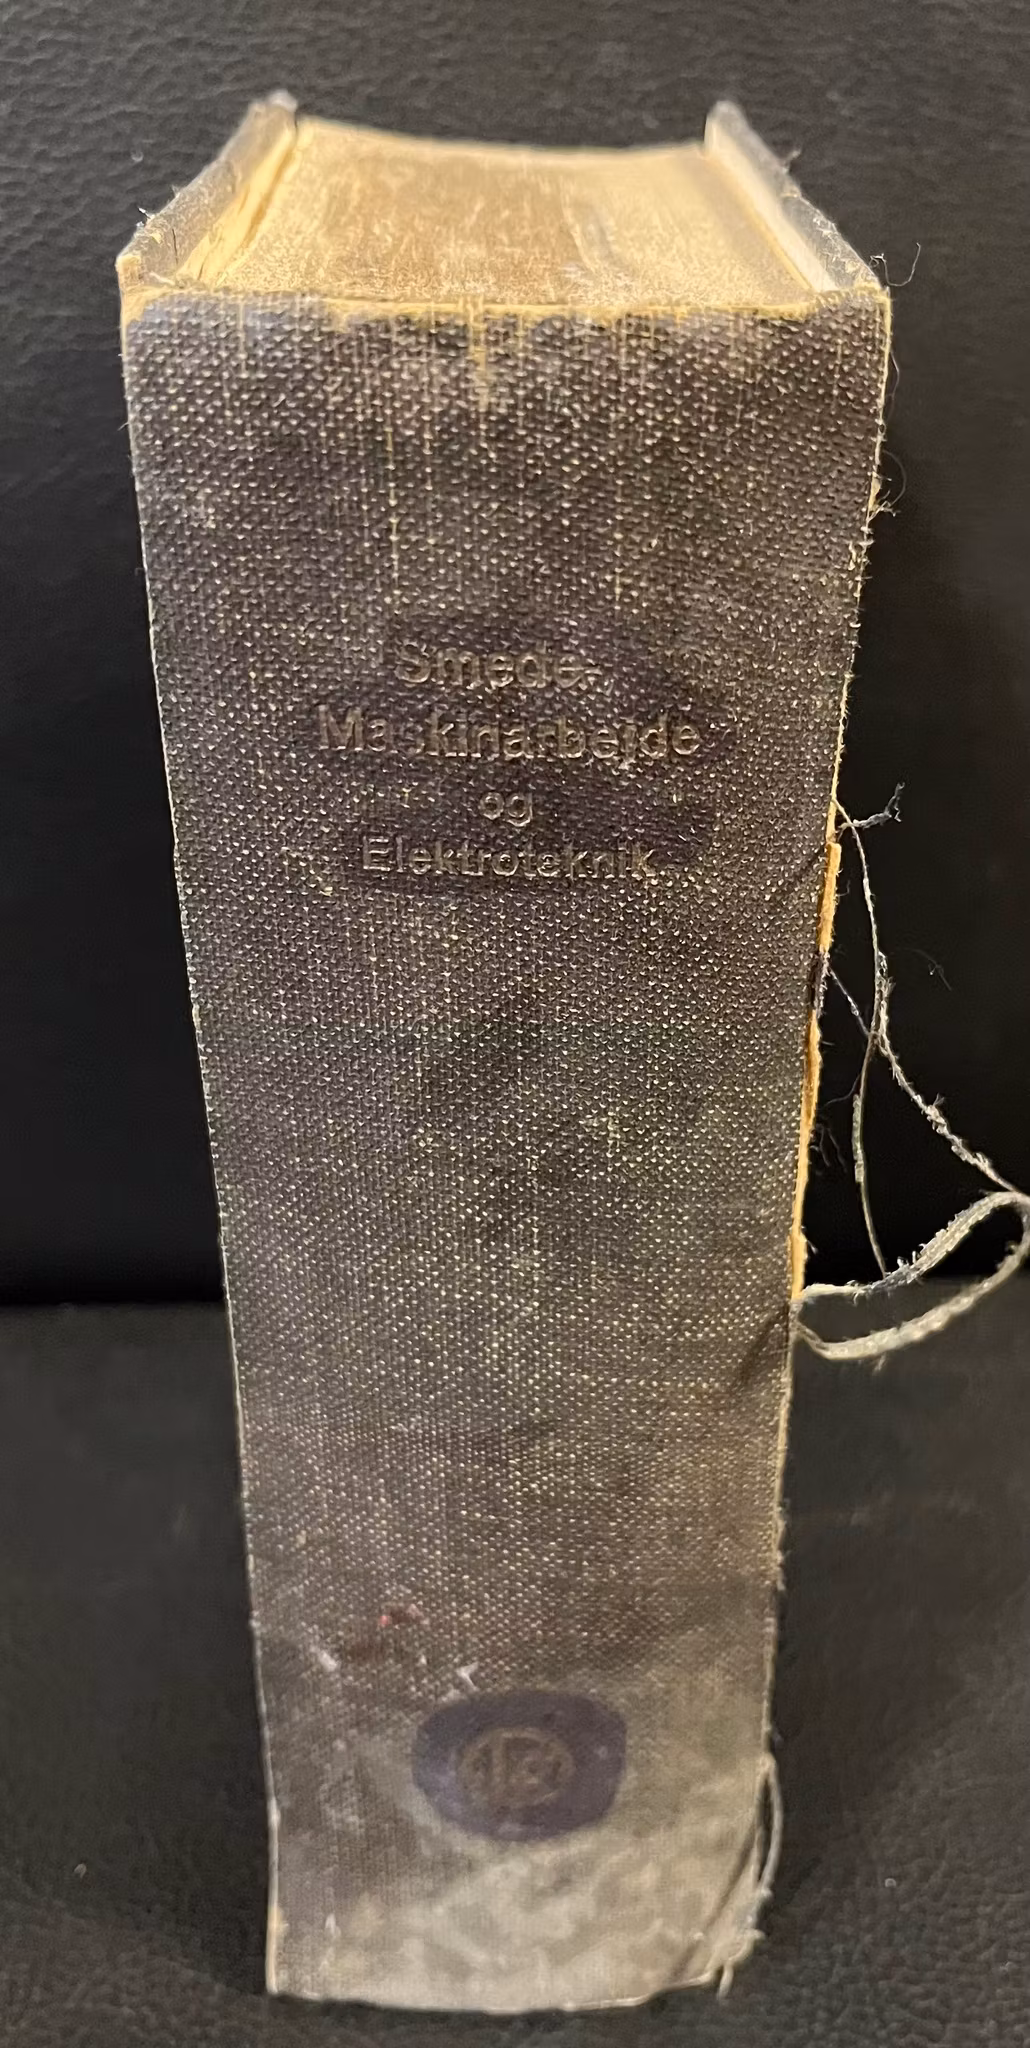 Smede-
Maskinarbejde
og
Elektroteknik